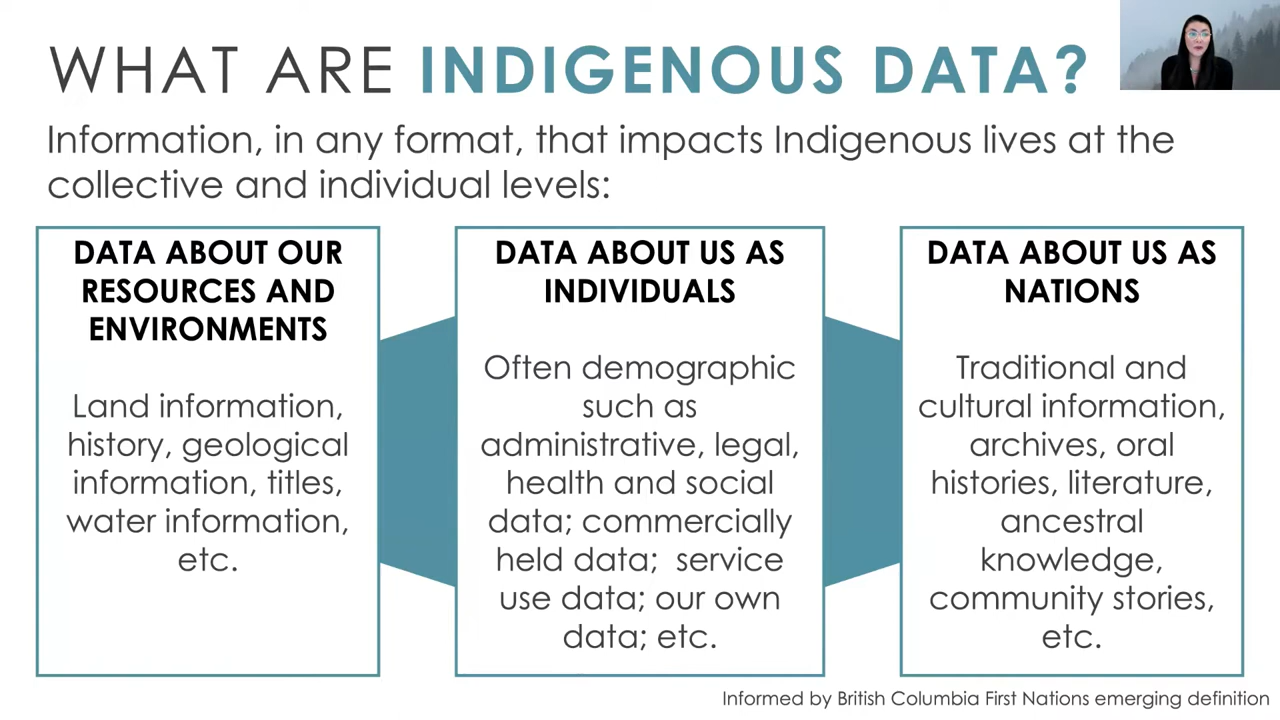 WHAT ARE INDIGENOUS DATA?
Information, in any format, that impacts Indigenous lives at the
collective and individual levels:
DATA ABOUT OUR
RESOURCES AND
ENVIRONMENTS
Land information,
history, geological
information, titles,
water information,
etc.
DATA ABOUT US AS
INDIVIDUALS
Often demographic
such as
administrative, legal,
health and social
data; commercially
held data;  service
use data; our own
data; etc.
DATA ABOUT US AS
NATIONS
Traditional and
cultural information,
archives, oral
histories, literature,
ancestral
knowledge,
community stories,
etc.
Informed by British Columbia First Nations emerging definition